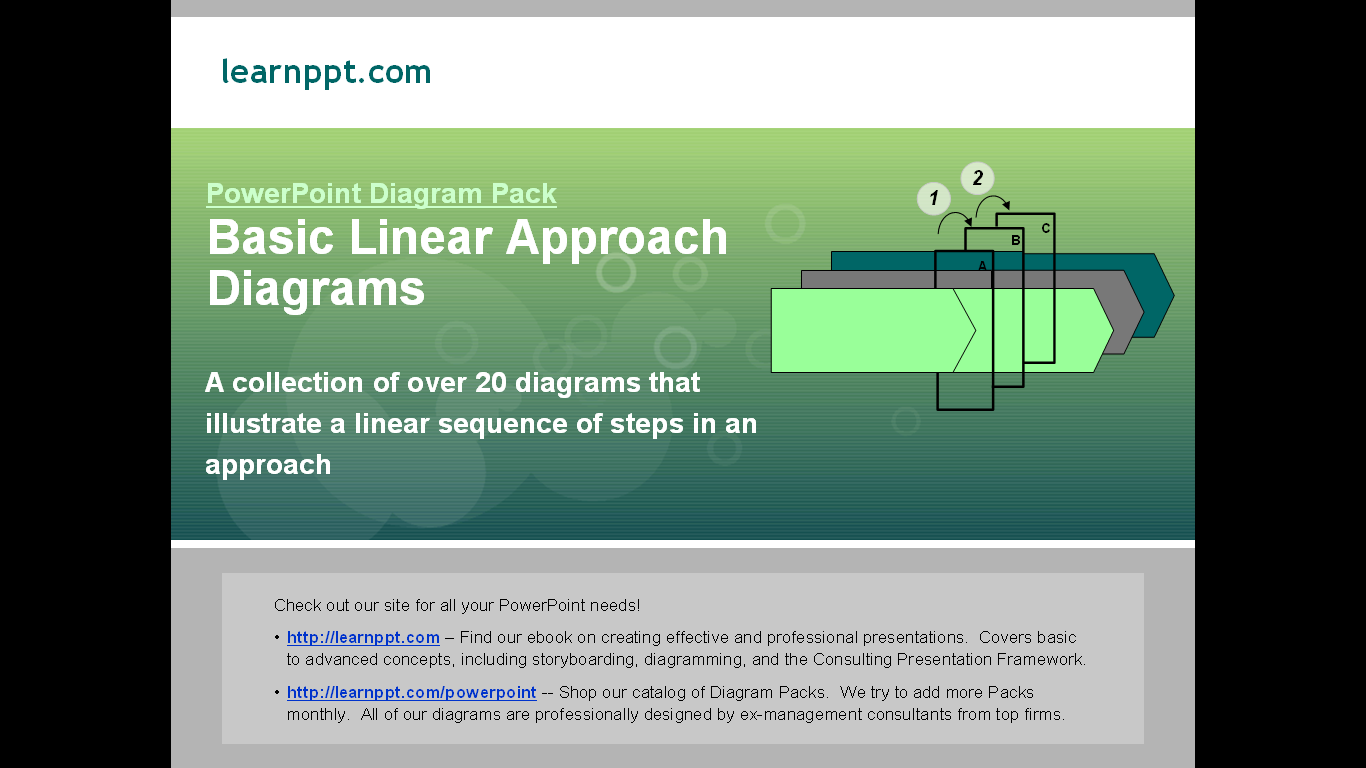 learnppt.com
PowerPoint Diagram Pack
Basic Linear Approach
Diagrams
A collection of over 20 diagrams that
illustrate a linear sequence of steps in an
approach
1
2
A
B
C
Check out our site for all your PowerPoint needs!
• http://learnppt.com – Find our ebook on creating effective and professional presentations.  Covers basic
to advanced concepts, including storyboarding, diagramming, and the Consulting Presentation Framework.
• http://learnppt.com/powerpoint -- Shop our catalog of Diagram Packs.  We try to add more Packs
monthly.  All of our diagrams are professionally designed by ex-management consultants from top firms.